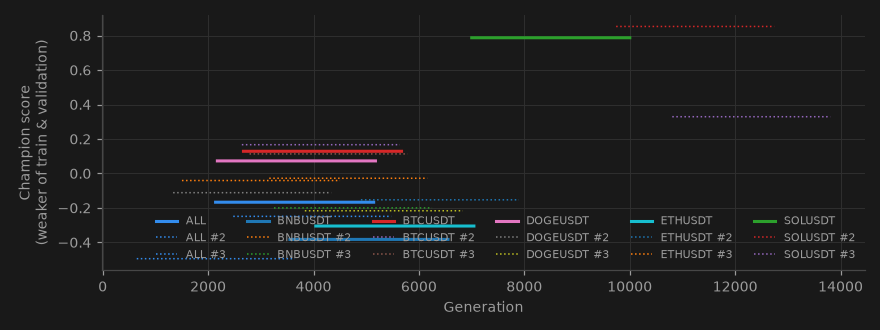 Champion score
(weaker of train & validation)
0.8
0.6
0.4
0.2
0.0
−0.2
−0.4
ALL BNBUSDT BTCUSDT DOGEUSDT ETHUSDT SOLUSDT
ALL #2 BNBUSDT #2 BTCUSDT #2 DOGEUSDT #2 ETHUSDT #2 SOLUSDT #2
ALL #3 BNBUSDT #3 BTCUSDT #3 DOGEUSDT #3 ETHUSDT #3 SOLUSDT #3
0 2000 4000 6000 8000 10000 12000 14000
Generation